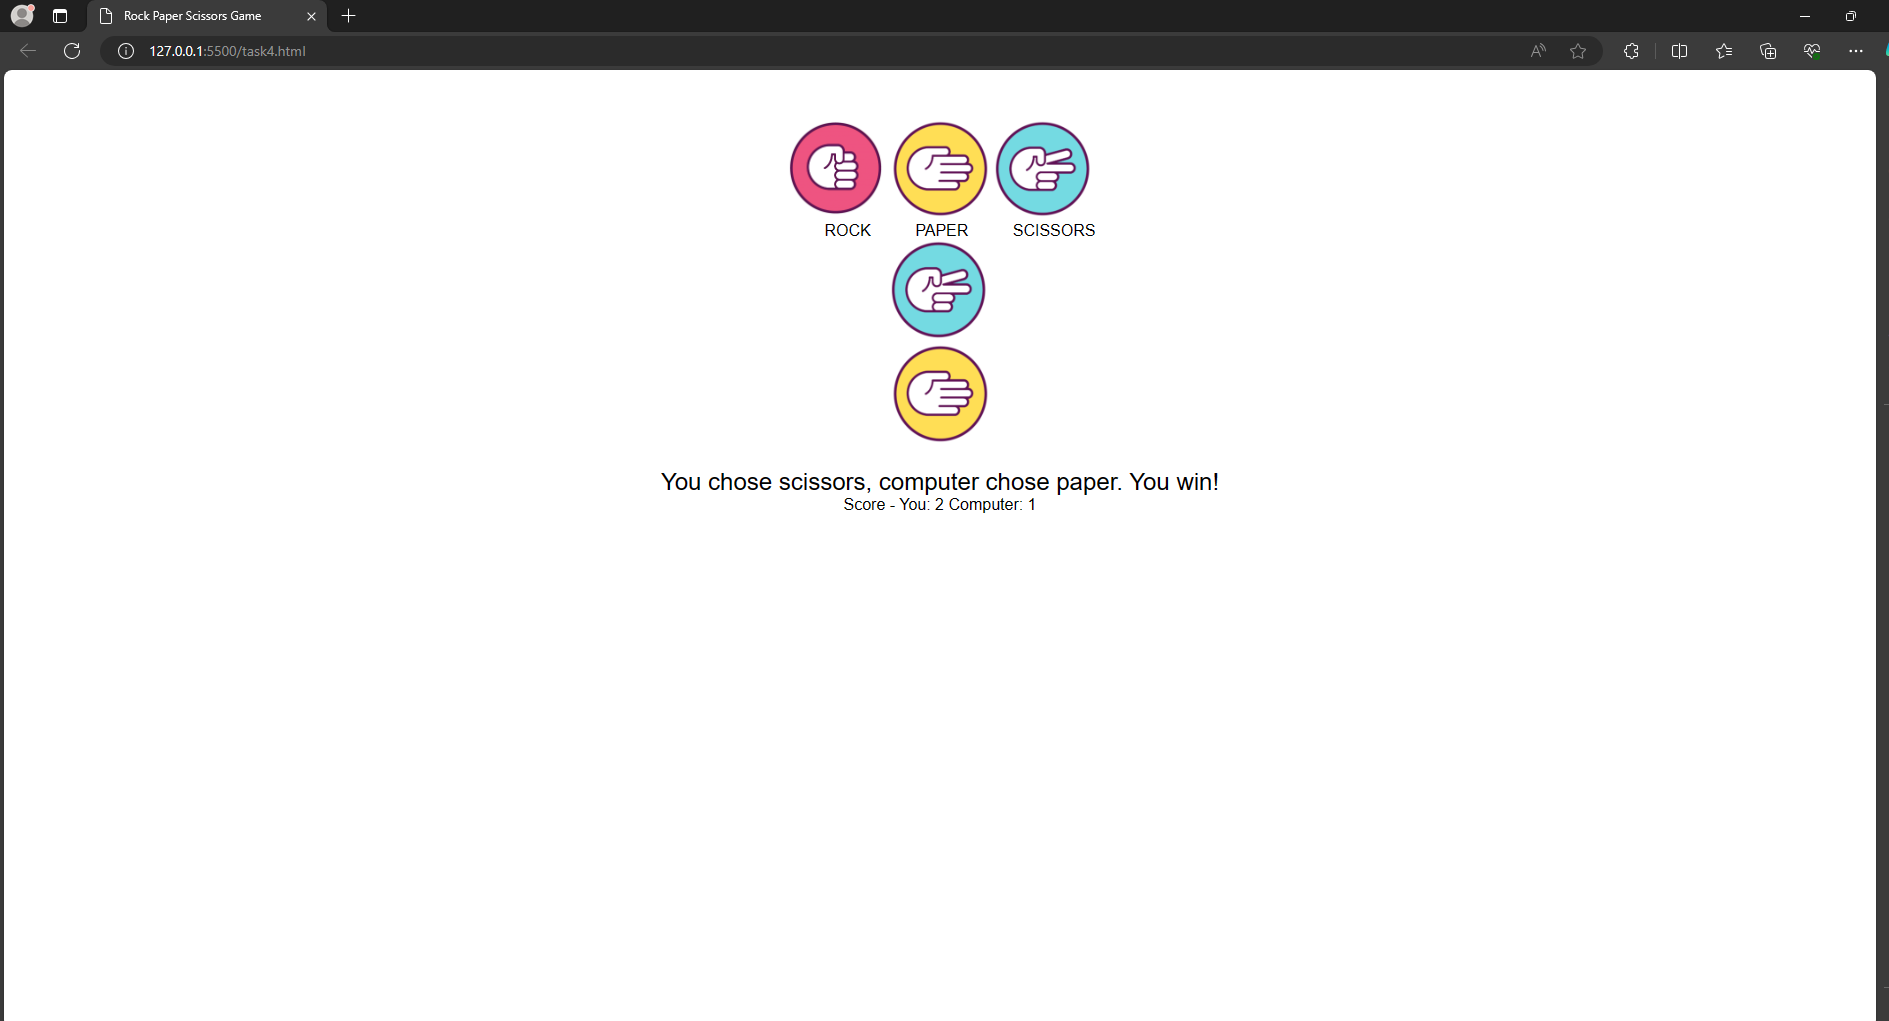 Rock Paper Scissors Game
127.0.0.1:5500/task4.html
ROCK PAPER SCISSORS
You chose scissors, computer chose paper. You win!
Score - You: 2 Computer: 1